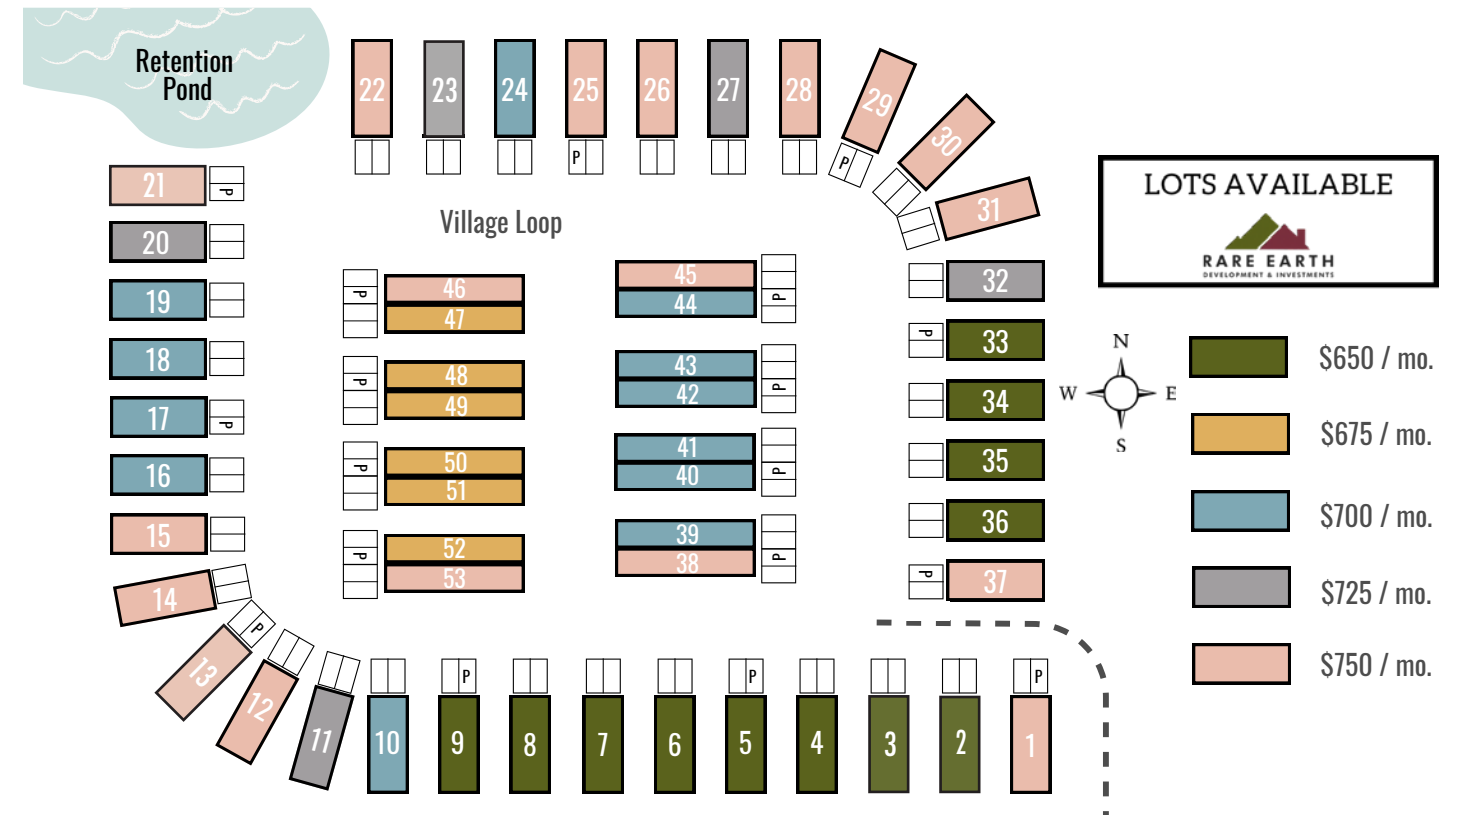 Retention
Pond
22
23
24
25
26
27
28
29
30
31
P
P
21
P
20
19
18
17
P
16
15
14
13
P
12
11
Village Loop
46
P
47
48
P
49
50
P
51
52
P
53
45
44
P
43
42
P
41
40
P
39
38
P
32
33
P
34
35
36
37
P
10
9
P
8
7
6
5
P
4
3
2
1
P
LOTS AVAILABLE
RARE EARTH
DEVELOPMENT & INVESTMENTS
N
W
E
S
$650 / mo.
$675 / mo.
$700 / mo.
$725 / mo.
$750 / mo.